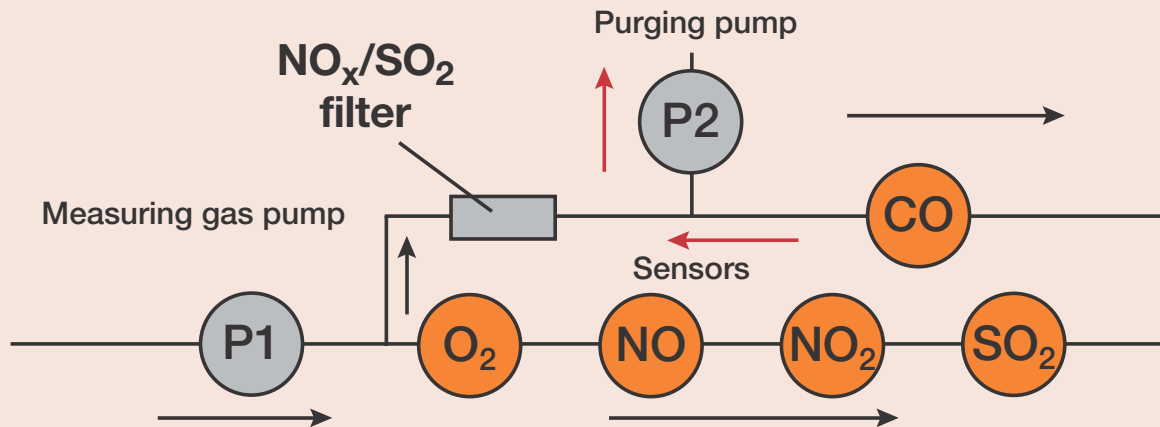 Purging pump
NOx/SO2
filter
P2
Measuring gas pump
CO
Sensors
P1
O2
NO
NO2
SO2